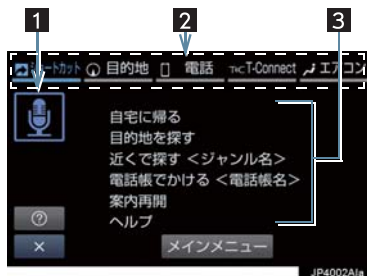 1 2 3
ショートカット 目的地 電話 T-Connect エアコン
自宅に帰る
目的地を探す
近くで探す <ジャンル名>
電話帳でかける <電話帳名>
案内再開
? ヘルプ
× メインメニュー
JP4002AIa